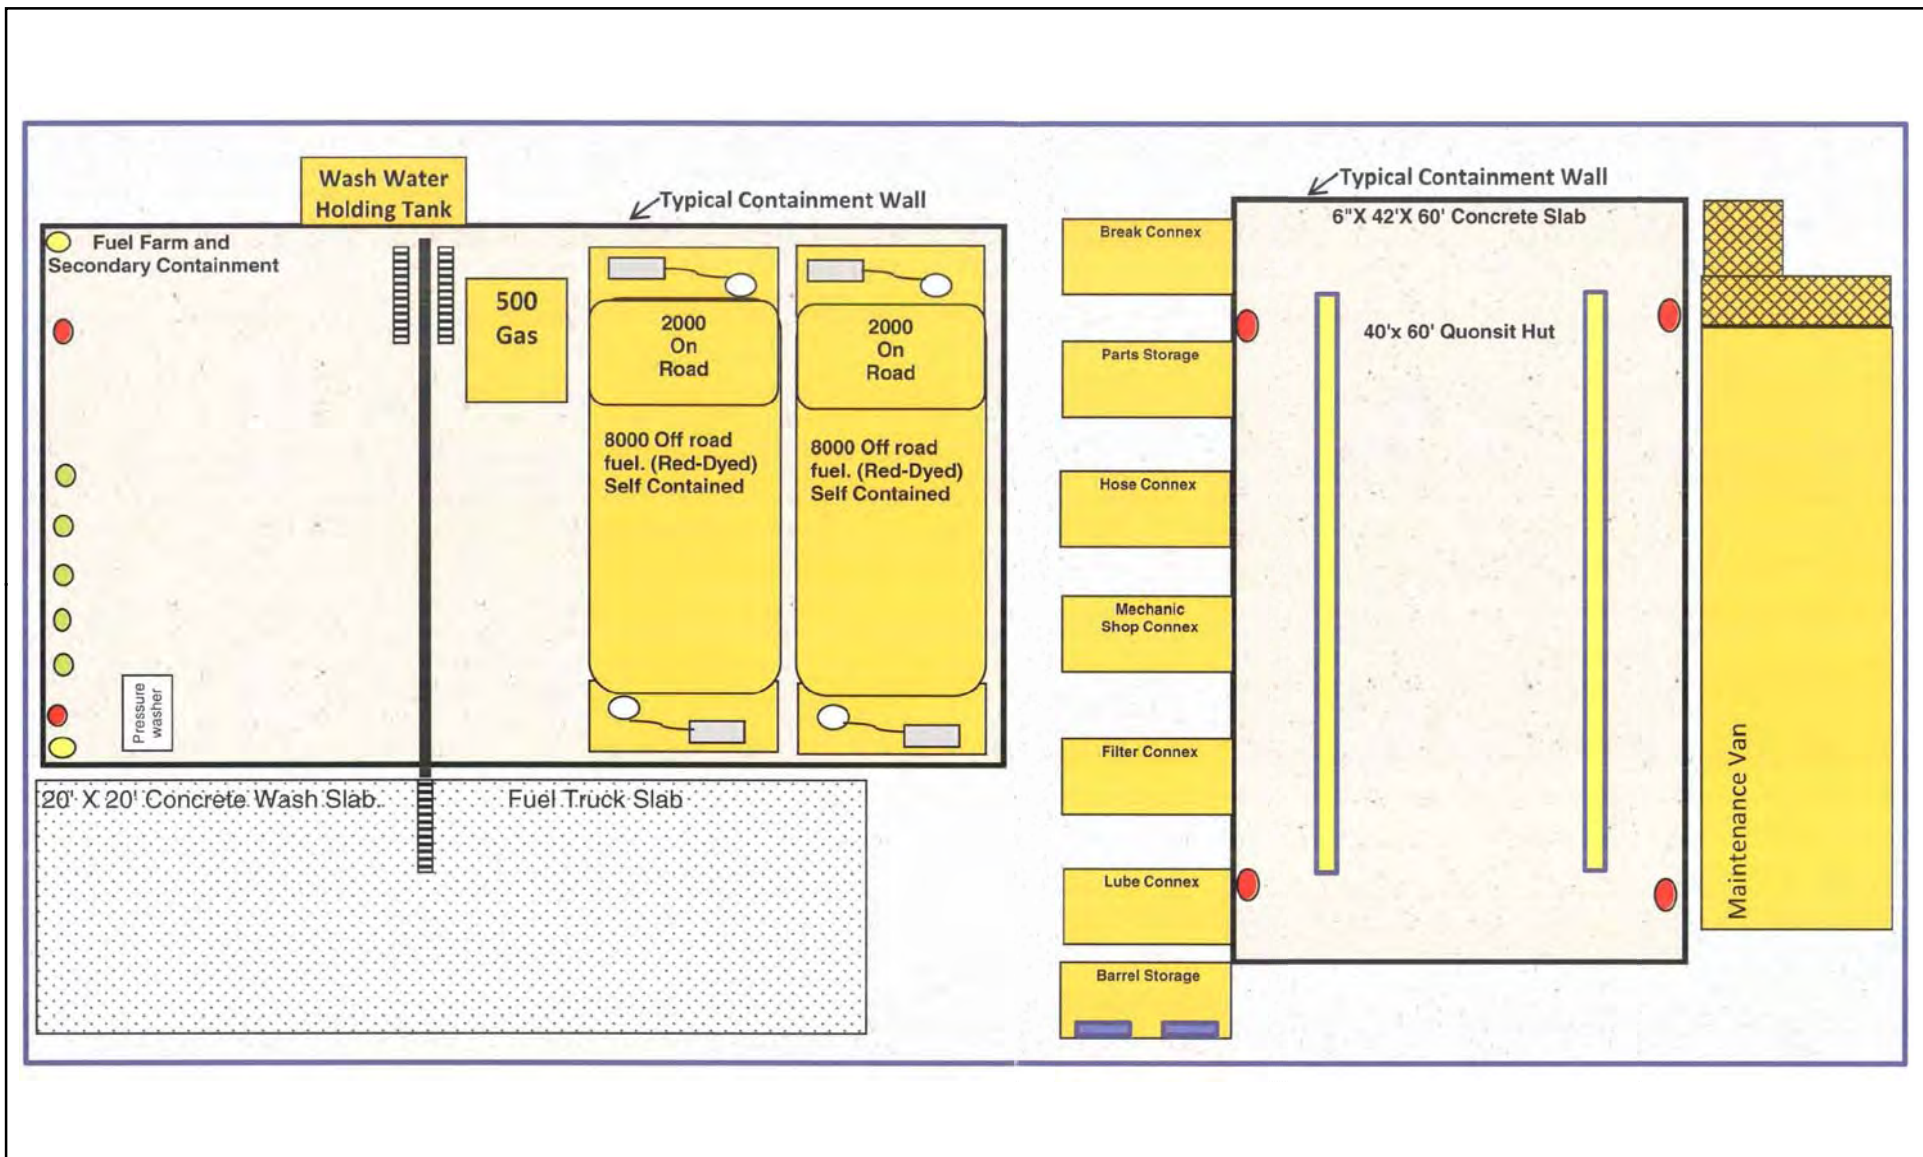 Wash Water
Holding Tank
Typical Containment Wall
Fuel Farm and
Secondary Containment
500
Gas
2000
On
Road
2000
On
Road
8000 Off road
fuel. (Red-Dyed)
Self Contained
8000 Off road
fuel. (Red-Dyed)
Self Contained
Pressure
washer
20' X 20' Concrete Wash Slab.
Fuel Truck Slab
Typical Containment Wall
6"X 42'X 60' Concrete Slab
40'x 60' Quonsit Hut
Break Connex
Parts Storage
Hose Connex
Mechanic
Shop Connex
Filter Connex
Lube Connex
Barrel Storage
Maintenance Van